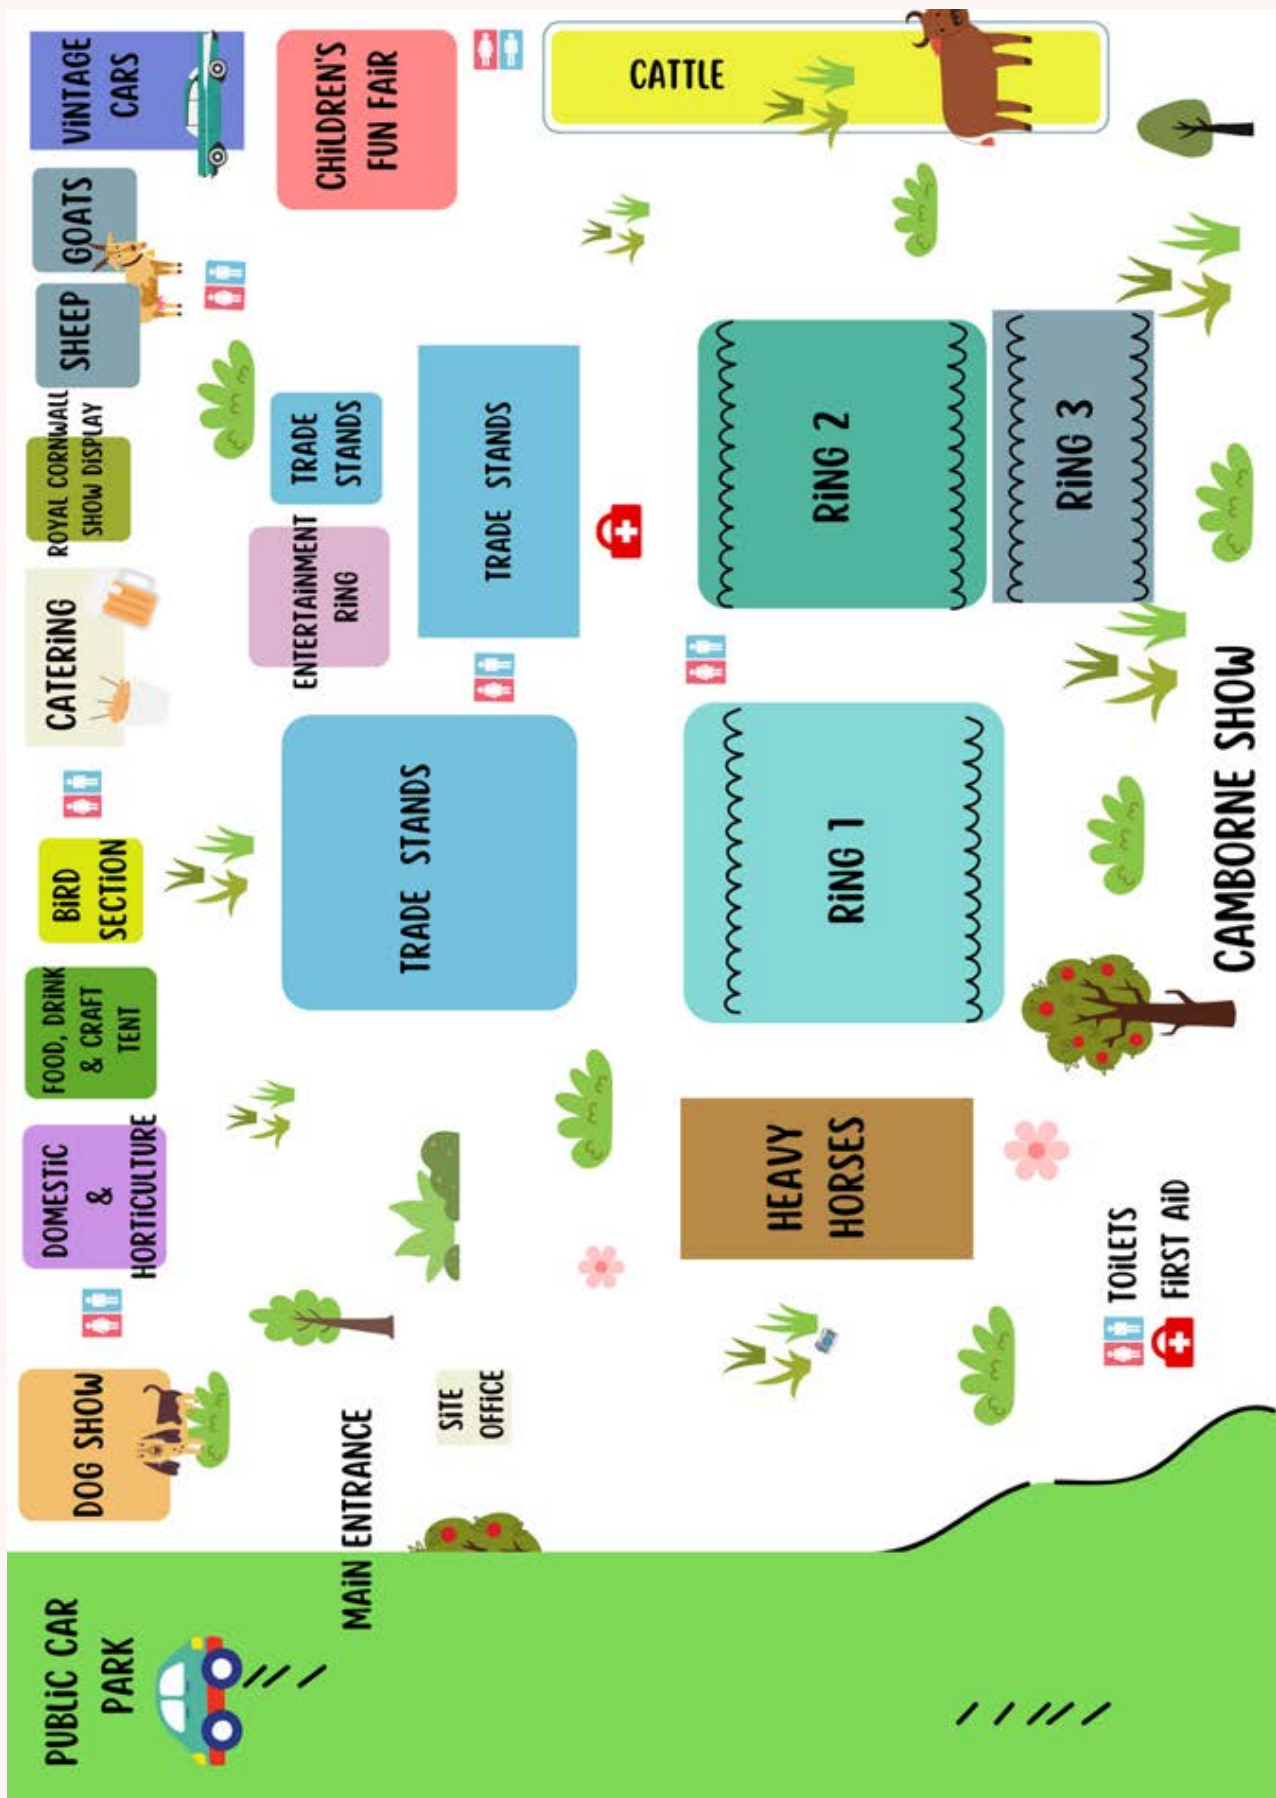 PUBLIC CAR
PARK
DOG SHOW
DOMESTIC
&
HORTICULTURE
FOOD, DRINK
& CRAFT
TENT
BIRD
SECTION
CATERING
ROYAL CORNWALL
SHOW DISPLAY
SHEEP
GOATS
VINTAGE
CARS
MAIN ENTRANCE
SITE
OFFICE
TRADE STANDS
ENTERTAINMENT
RING
TRADE
STANDS
TRADE STANDS
CHILDREN'S
FUN FAIR
CATTLE
HEAVY
HORSES
RING 1
RING 2
RING 3
TOILETS
FIRST AID
CAMBORNE SHOW